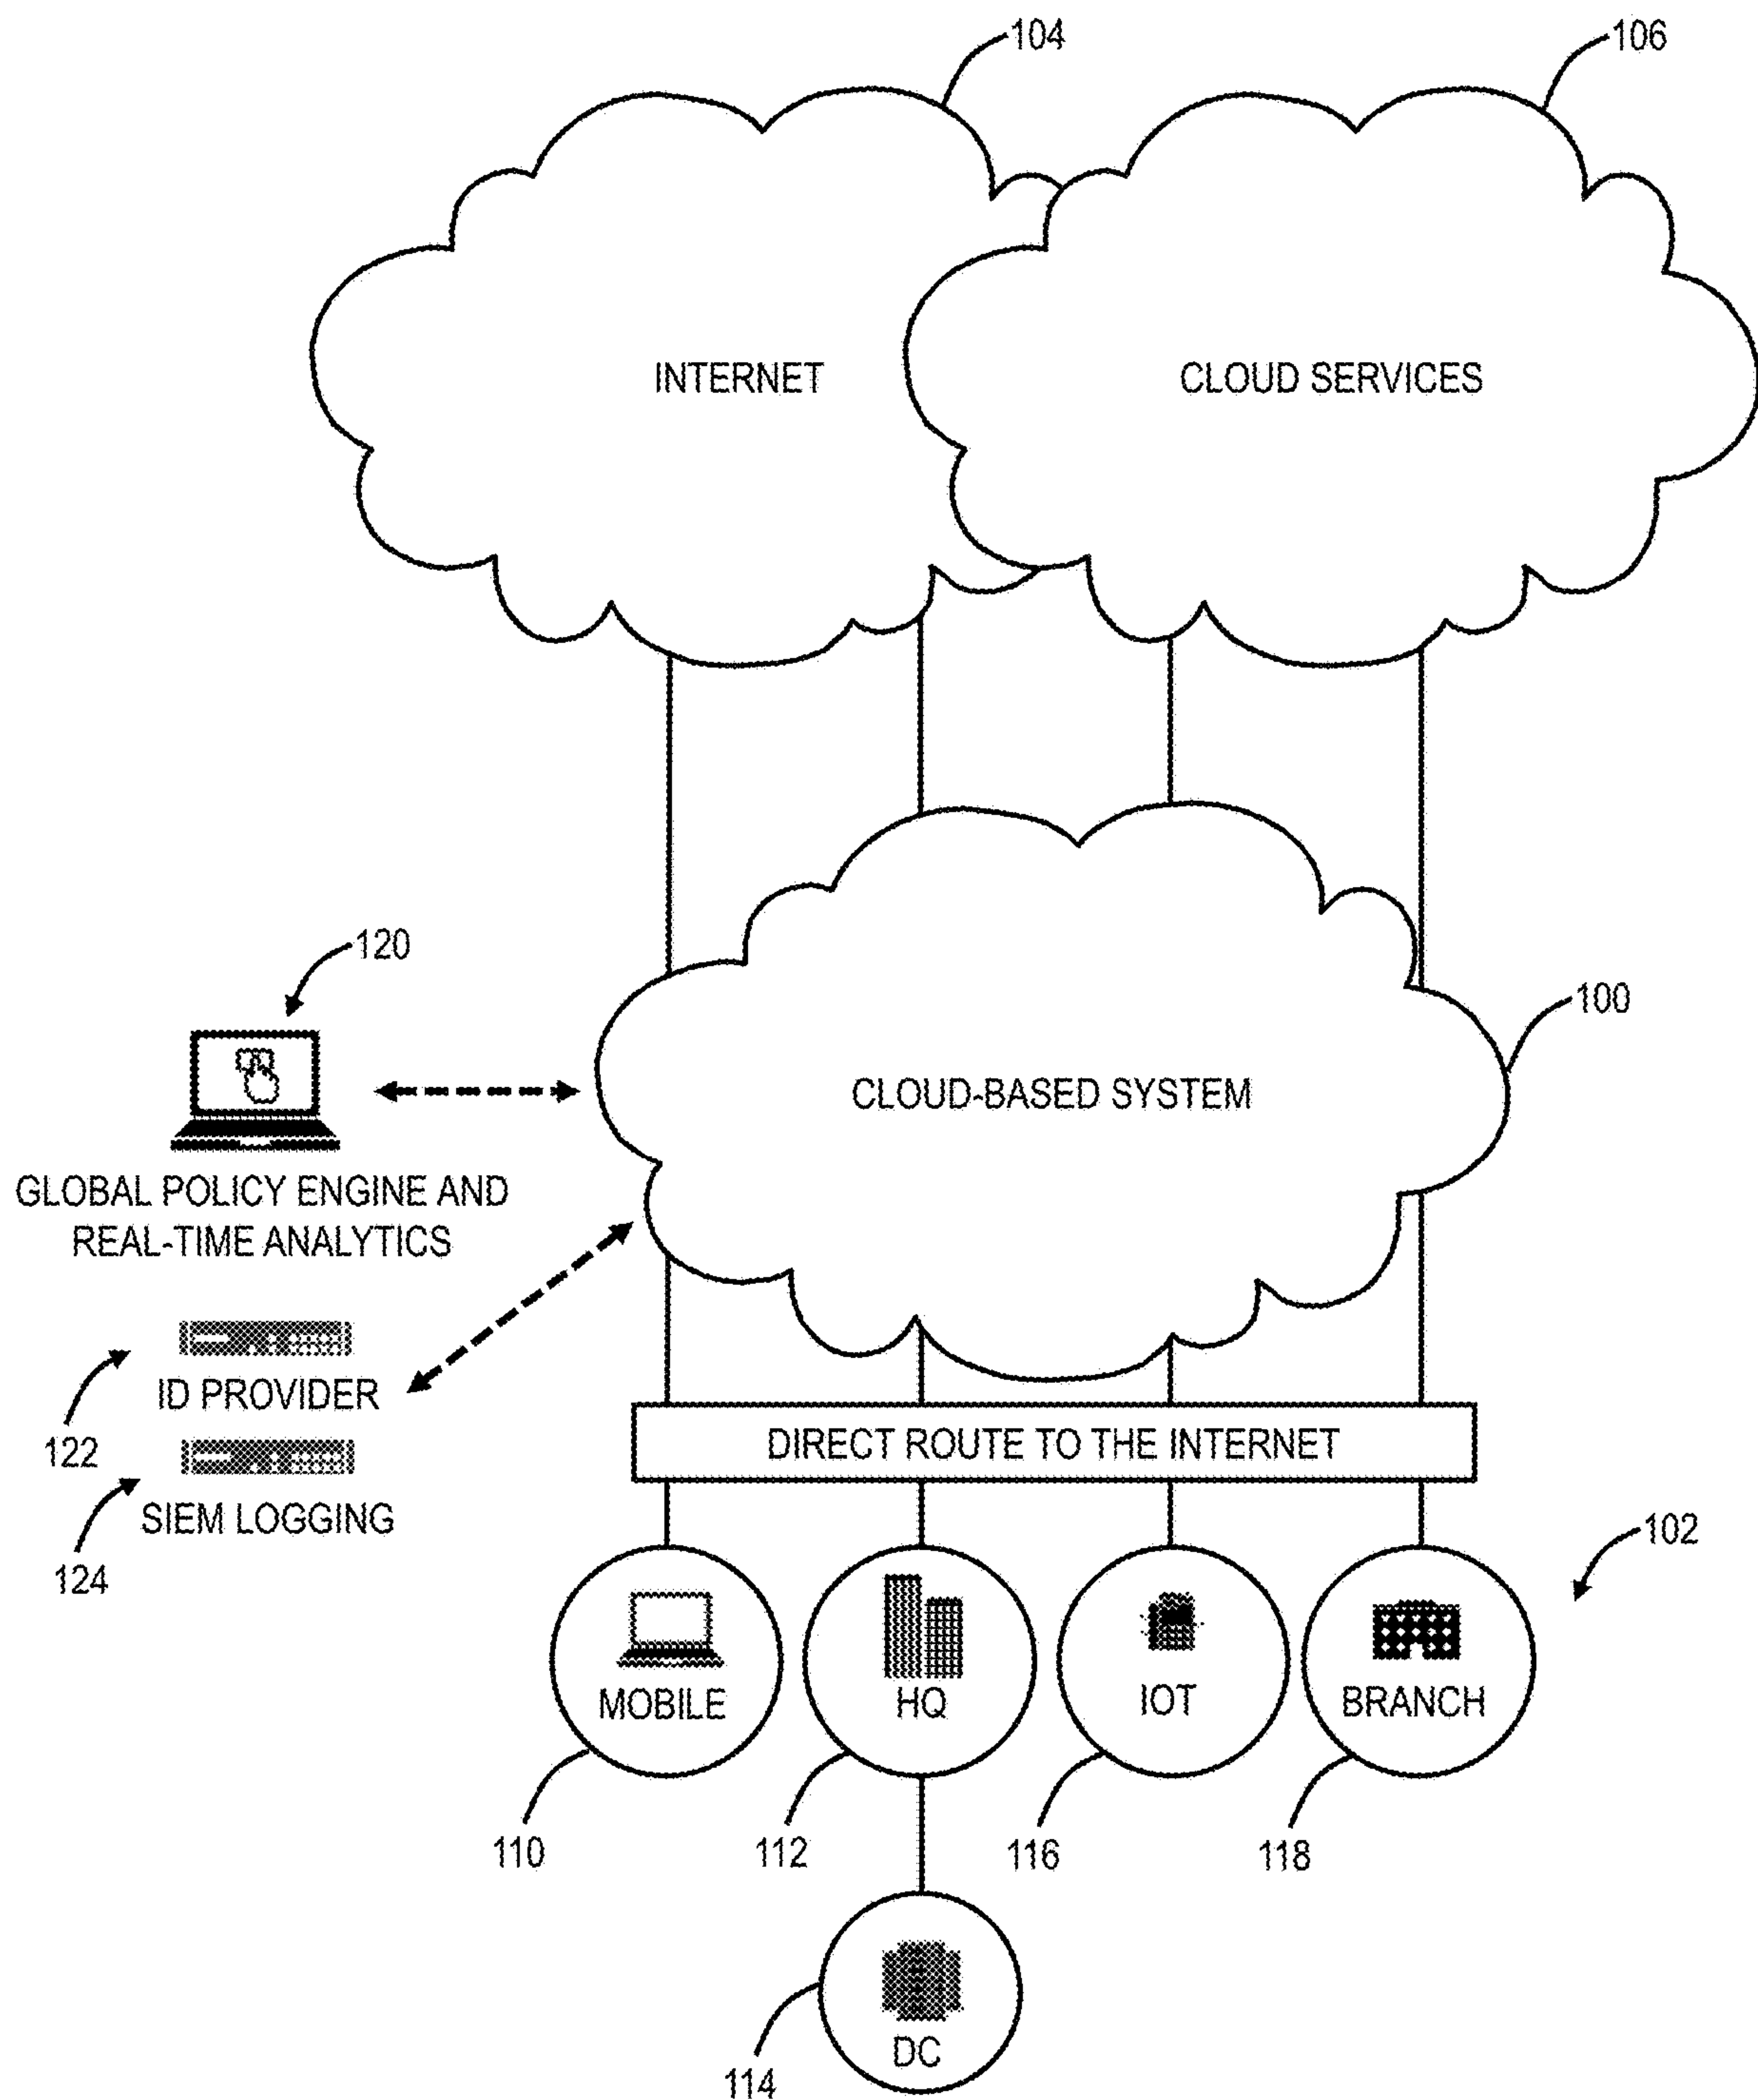 104
106
INTERNET
CLOUD SERVICES
120
100
CLOUD-BASED SYSTEM
GLOBAL POLICY ENGINE AND
REAL-TIME ANALYTICS
ID PROVIDER
122
DIRECT ROUTE TO THE INTERNET
SIEM LOGGING
124
102
MOBILE
HQ
IOT
BRANCH
110
112
116
118
DC
114